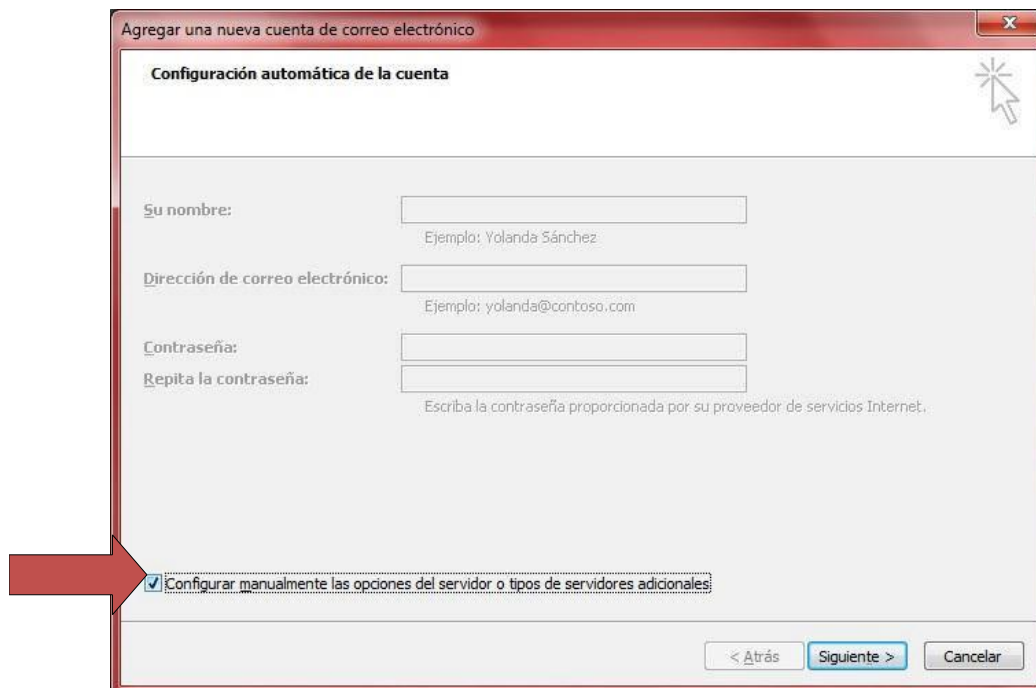 Agregar una nueva cuenta de correo electrónico
Configuración automática de la cuenta
Su nombre:
Ejemplo: Yolanda Sánchez
Dirección de correo electrónico:
Ejemplo: yolanda@contoso.com
Contraseña:
Repita la contraseña:
Escriba la contraseña proporcionada por su proveedor de servicios Internet.
Configurar manualmente las opciones del servidor o tipos de servidores adicionales
< Atrás Siguiente > Cancelar